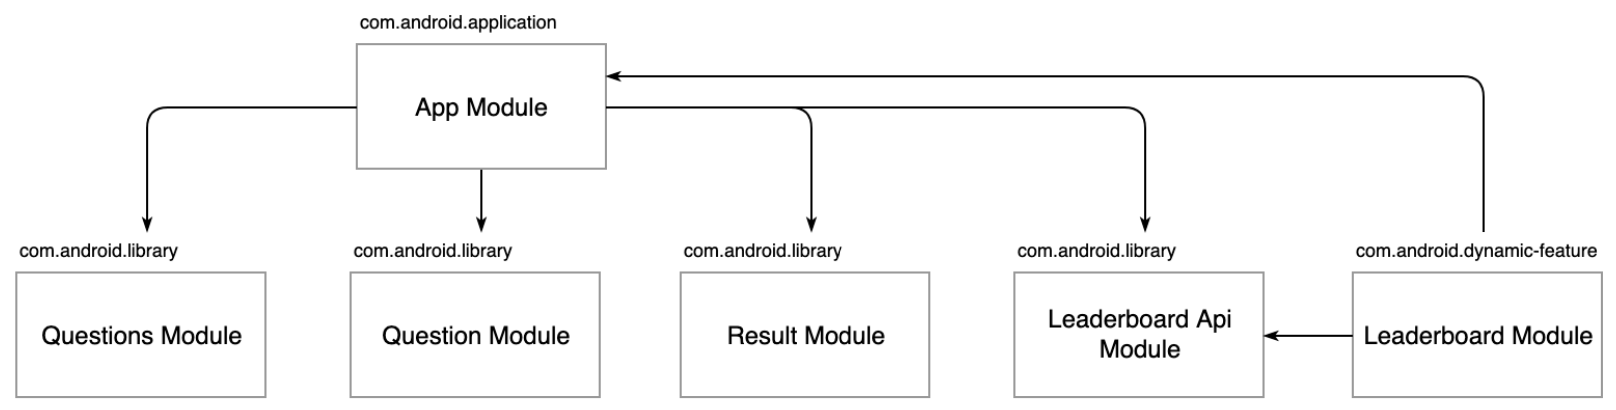 com.android.application
App Module
com.android.library
com.android.library
com.android.library
com.android.library
com.android.dynamic-feature
Questions Module
Question Module
Result Module
Leaderboard Api
Module
Leaderboard Module